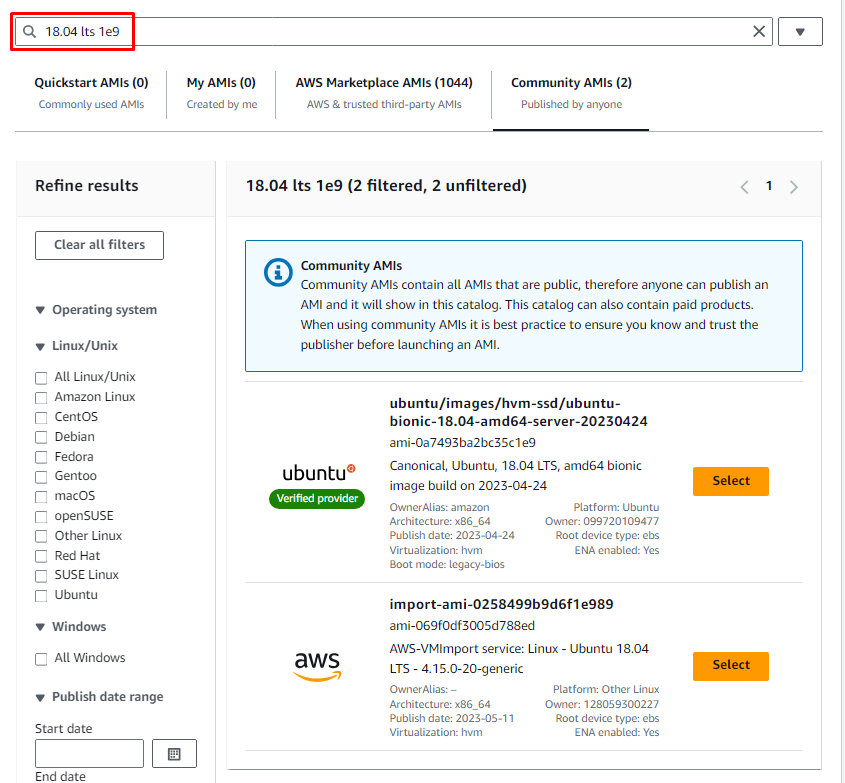 18.04 lts 1e9
Quickstart AMIs (0)
Commonly used AMIs
My AMIs (0)
Created by me
AWS Marketplace AMIs (1044)
AWS & trusted third-party AMIs
Community AMIs (2)
Published by anyone
Refine results
Clear all filters
Operating system
Linux/Unix
All Linux/Unix
Amazon Linux
CentOS
Debian
Fedora
Gentoo
macOS
openSUSE
Other Linux
Red Hat
SUSE Linux
Ubuntu
Windows
All Windows
Publish date range
Start date
End date
18.04 lts 1e9 (2 filtered, 2 unfiltered)
1
Community AMIs
Community AMIs contain all AMIs that are public, therefore anyone can publish an
AMI and it will show in this catalog. This catalog can also contain paid products.
When using community AMIs it is best practice to ensure you know and trust the
publisher before launching an AMI.
ubuntu
Verified provider
ubuntu/images/hvm-ssd/ubuntu-
bionic-18.04-amd64-server-20230424
ami-0a7493ba2bc35c1e9
Canonical, Ubuntu, 18.04 LTS, amd64 bionic
image build on 2023-04-24
OwnerAlias: amazon
Platform: Ubuntu
Architecture: x86_64
Owner: 099720109477
Publish date: 2023-04-24
Root device type: ebs
Virtualization: hvm
ENA enabled: Yes
Boot mode: legacy-bios
Select
aws
import-ami-0258499b9d6f1e989
ami-069f0df3005d788ed
AWS-VMImport service: Linux - Ubuntu 18.04
LTS - 4.15.0-20-generic
OwnerAlias: –
Platform: Other Linux
Architecture: x86_64
Owner: 128059300227
Publish date: 2023-05-11
Root device type: ebs
Virtualization: hvm
ENA enabled: Yes
Select